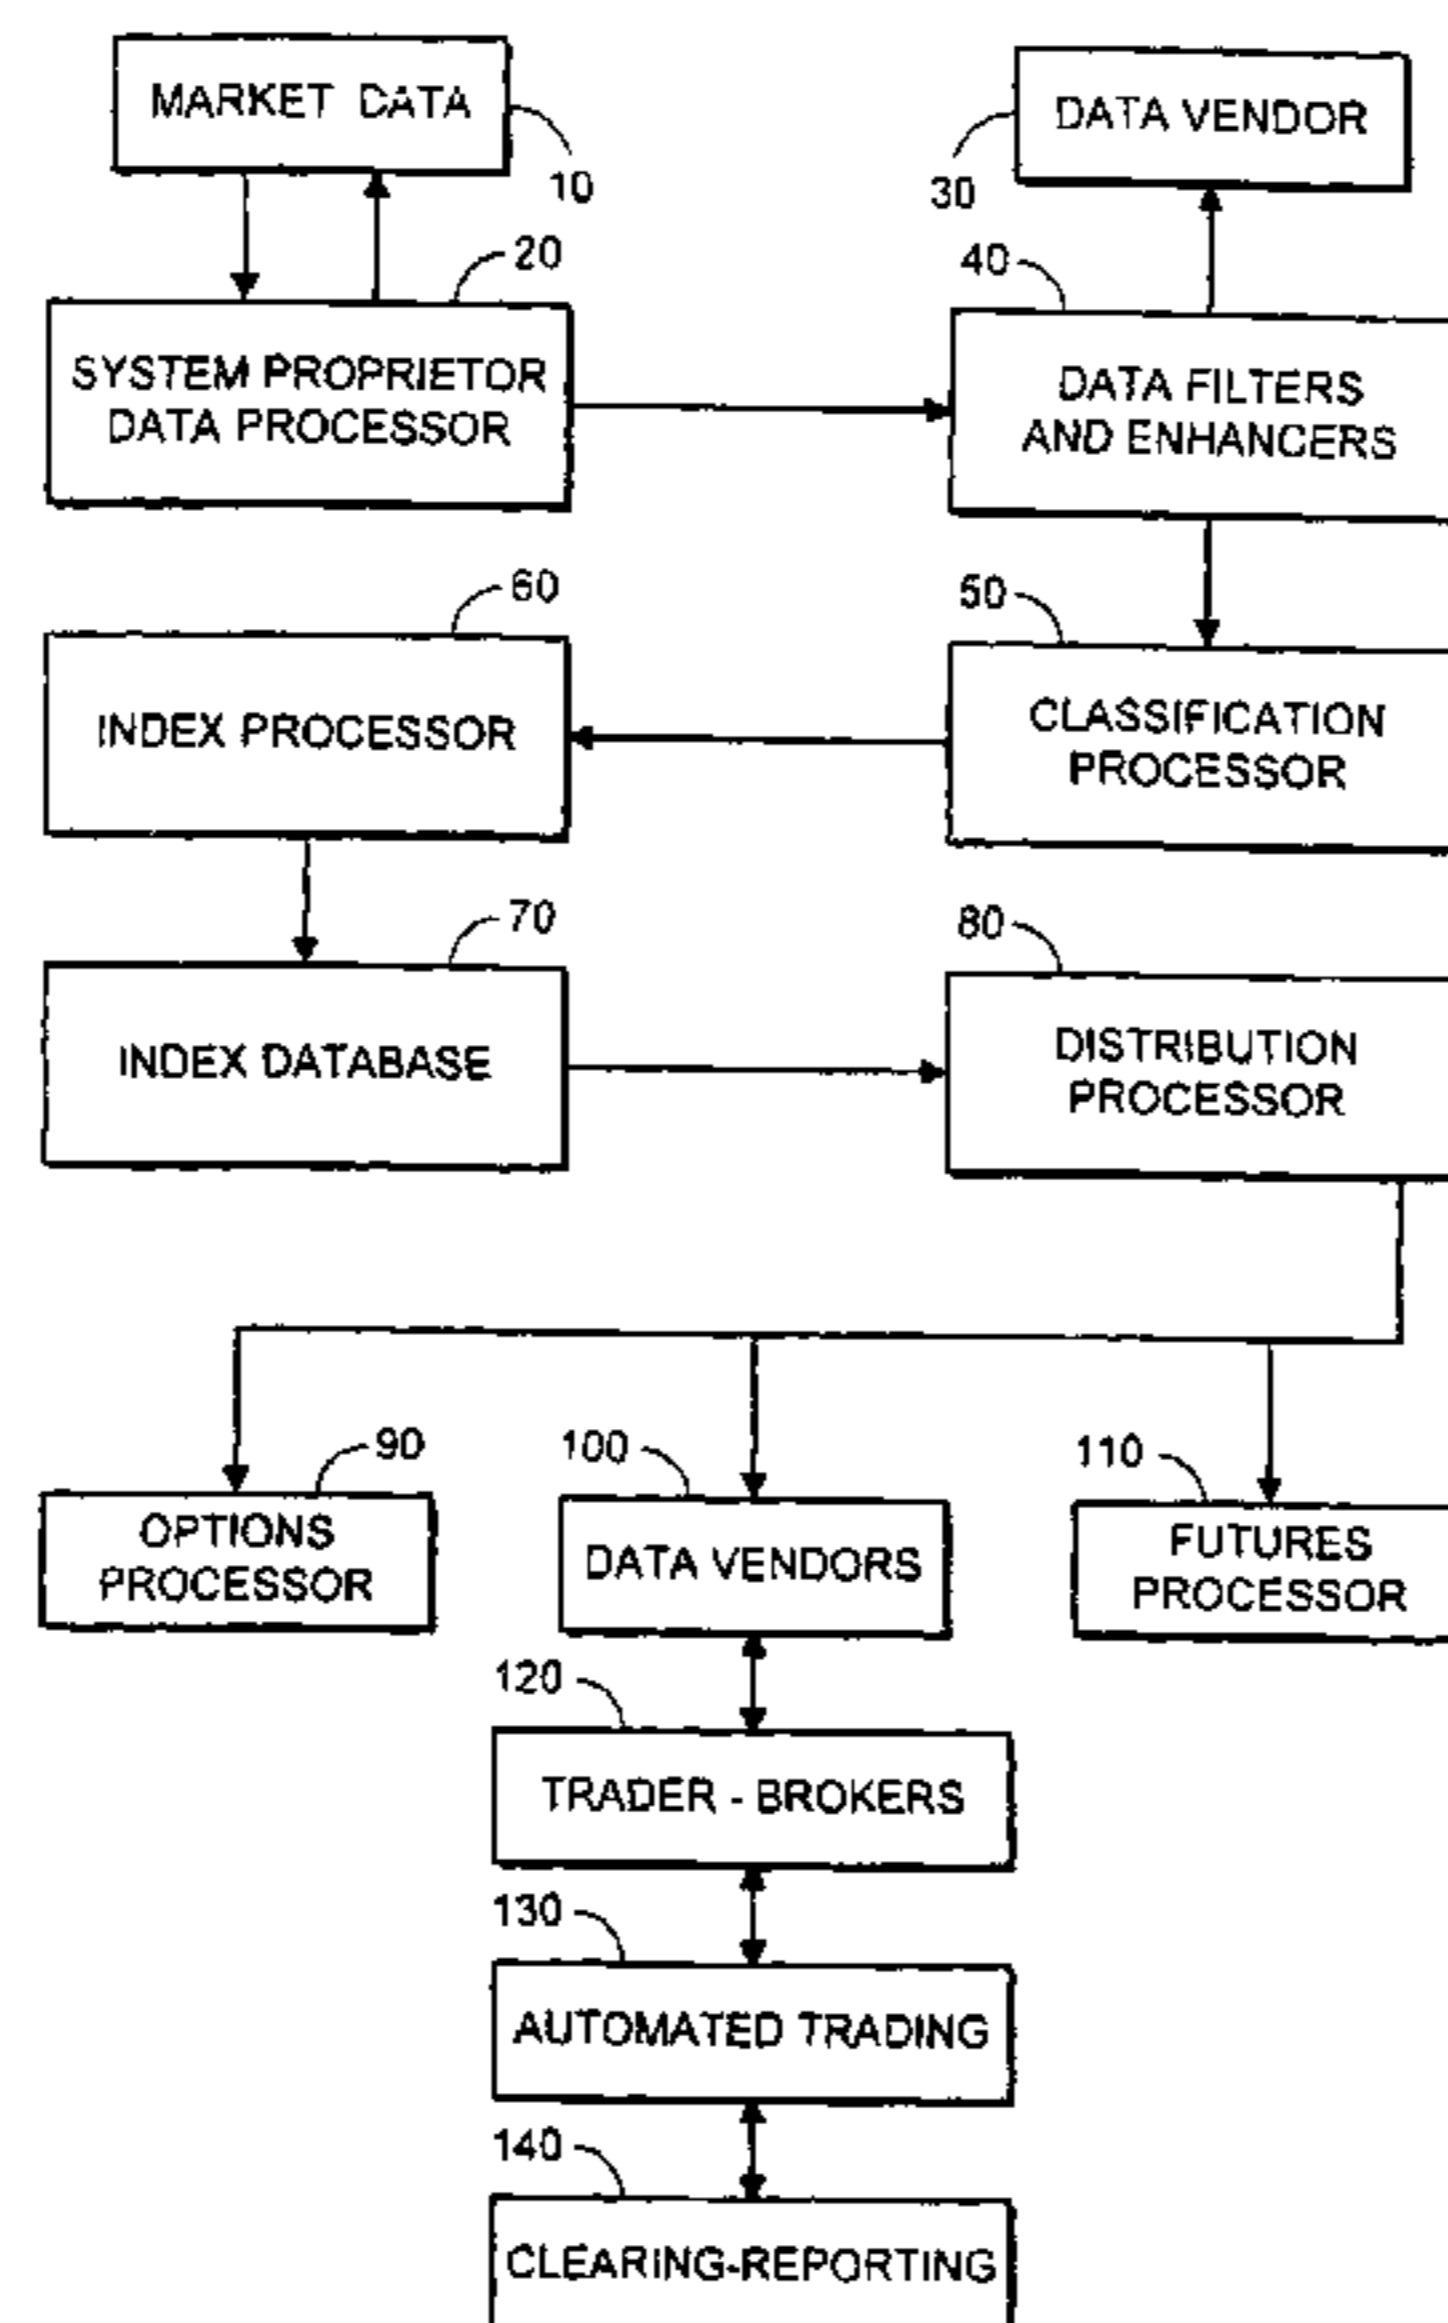 MARKET DATA
10
DATA VENDOR
30
20
SYSTEM PROPRIETOR
DATA PROCESSOR
40
DATA FILTERS
AND ENHANCERS
60
INDEX PROCESSOR
50
CLASSIFICATION
PROCESSOR
70
INDEX DATABASE
80
DISTRIBUTION
PROCESSOR
90
OPTIONS
PROCESSOR
100
DATA VENDORS
110
FUTURES
PROCESSOR
120
TRADER - BROKERS
130
AUTOMATED TRADING
140
CLEARING-REPORTING